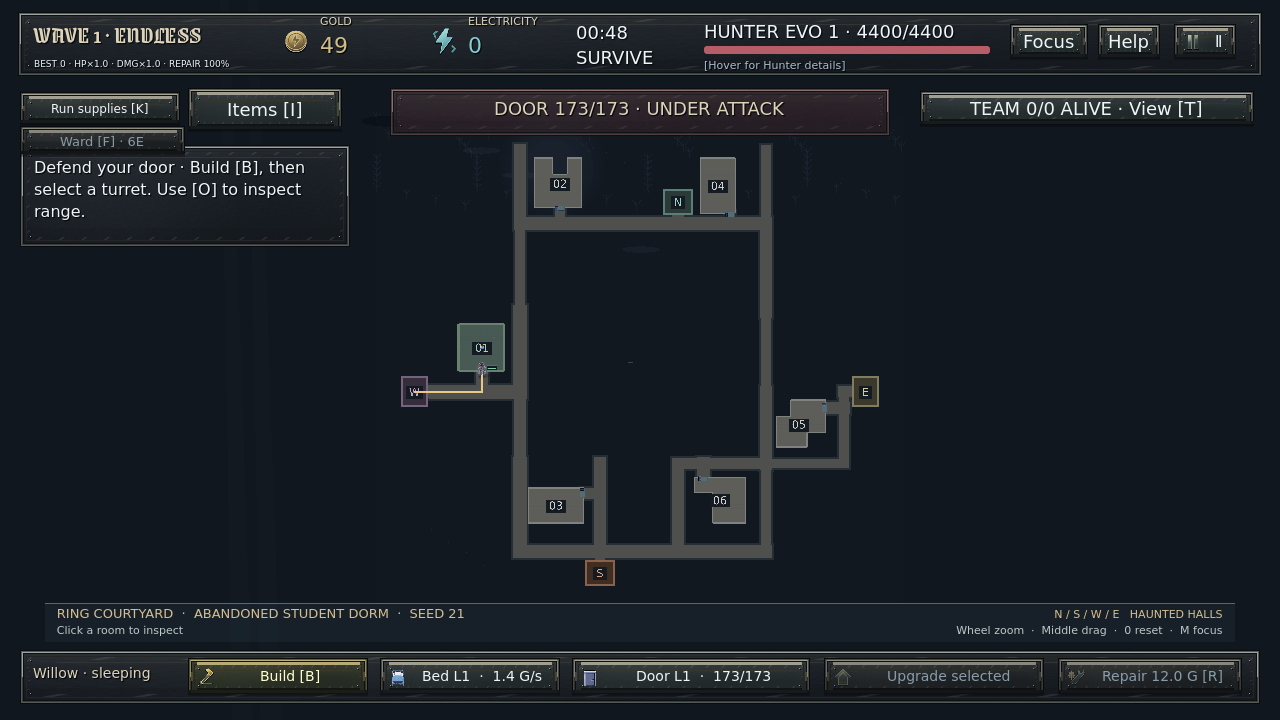 WAVE 1 · ENDLESS
BEST 0 · HP×1.0 · DMG×1.0 · REPAIR 100%
GOLD
49
ELECTRICITY
0
00:48
SURVIVE
HUNTER EVO 1 · 4400/4400
[Hover for Hunter details]
Focus
Help
II
Run supplies [K]
Items [I]
DOOR 173/173 · UNDER ATTACK
TEAM 0/0 ALIVE · View [T]
Ward [F] · 6E
Defend your door · Build [B], then
select a turret. Use [O] to inspect
range.
02
04
N
01
W
E
05
03
06
S
RING COURTYARD · ABANDONED STUDENT DORM · SEED 21
Click a room to inspect
N / S / W / E HAUNTED HALLS
Wheel zoom · Middle drag · 0 reset · M focus
Willow · sleeping
Build [B]
Bed L1 · 1.4 G/s
Door L1 · 173/173
Upgrade selected
Repair 12.0 G [R]